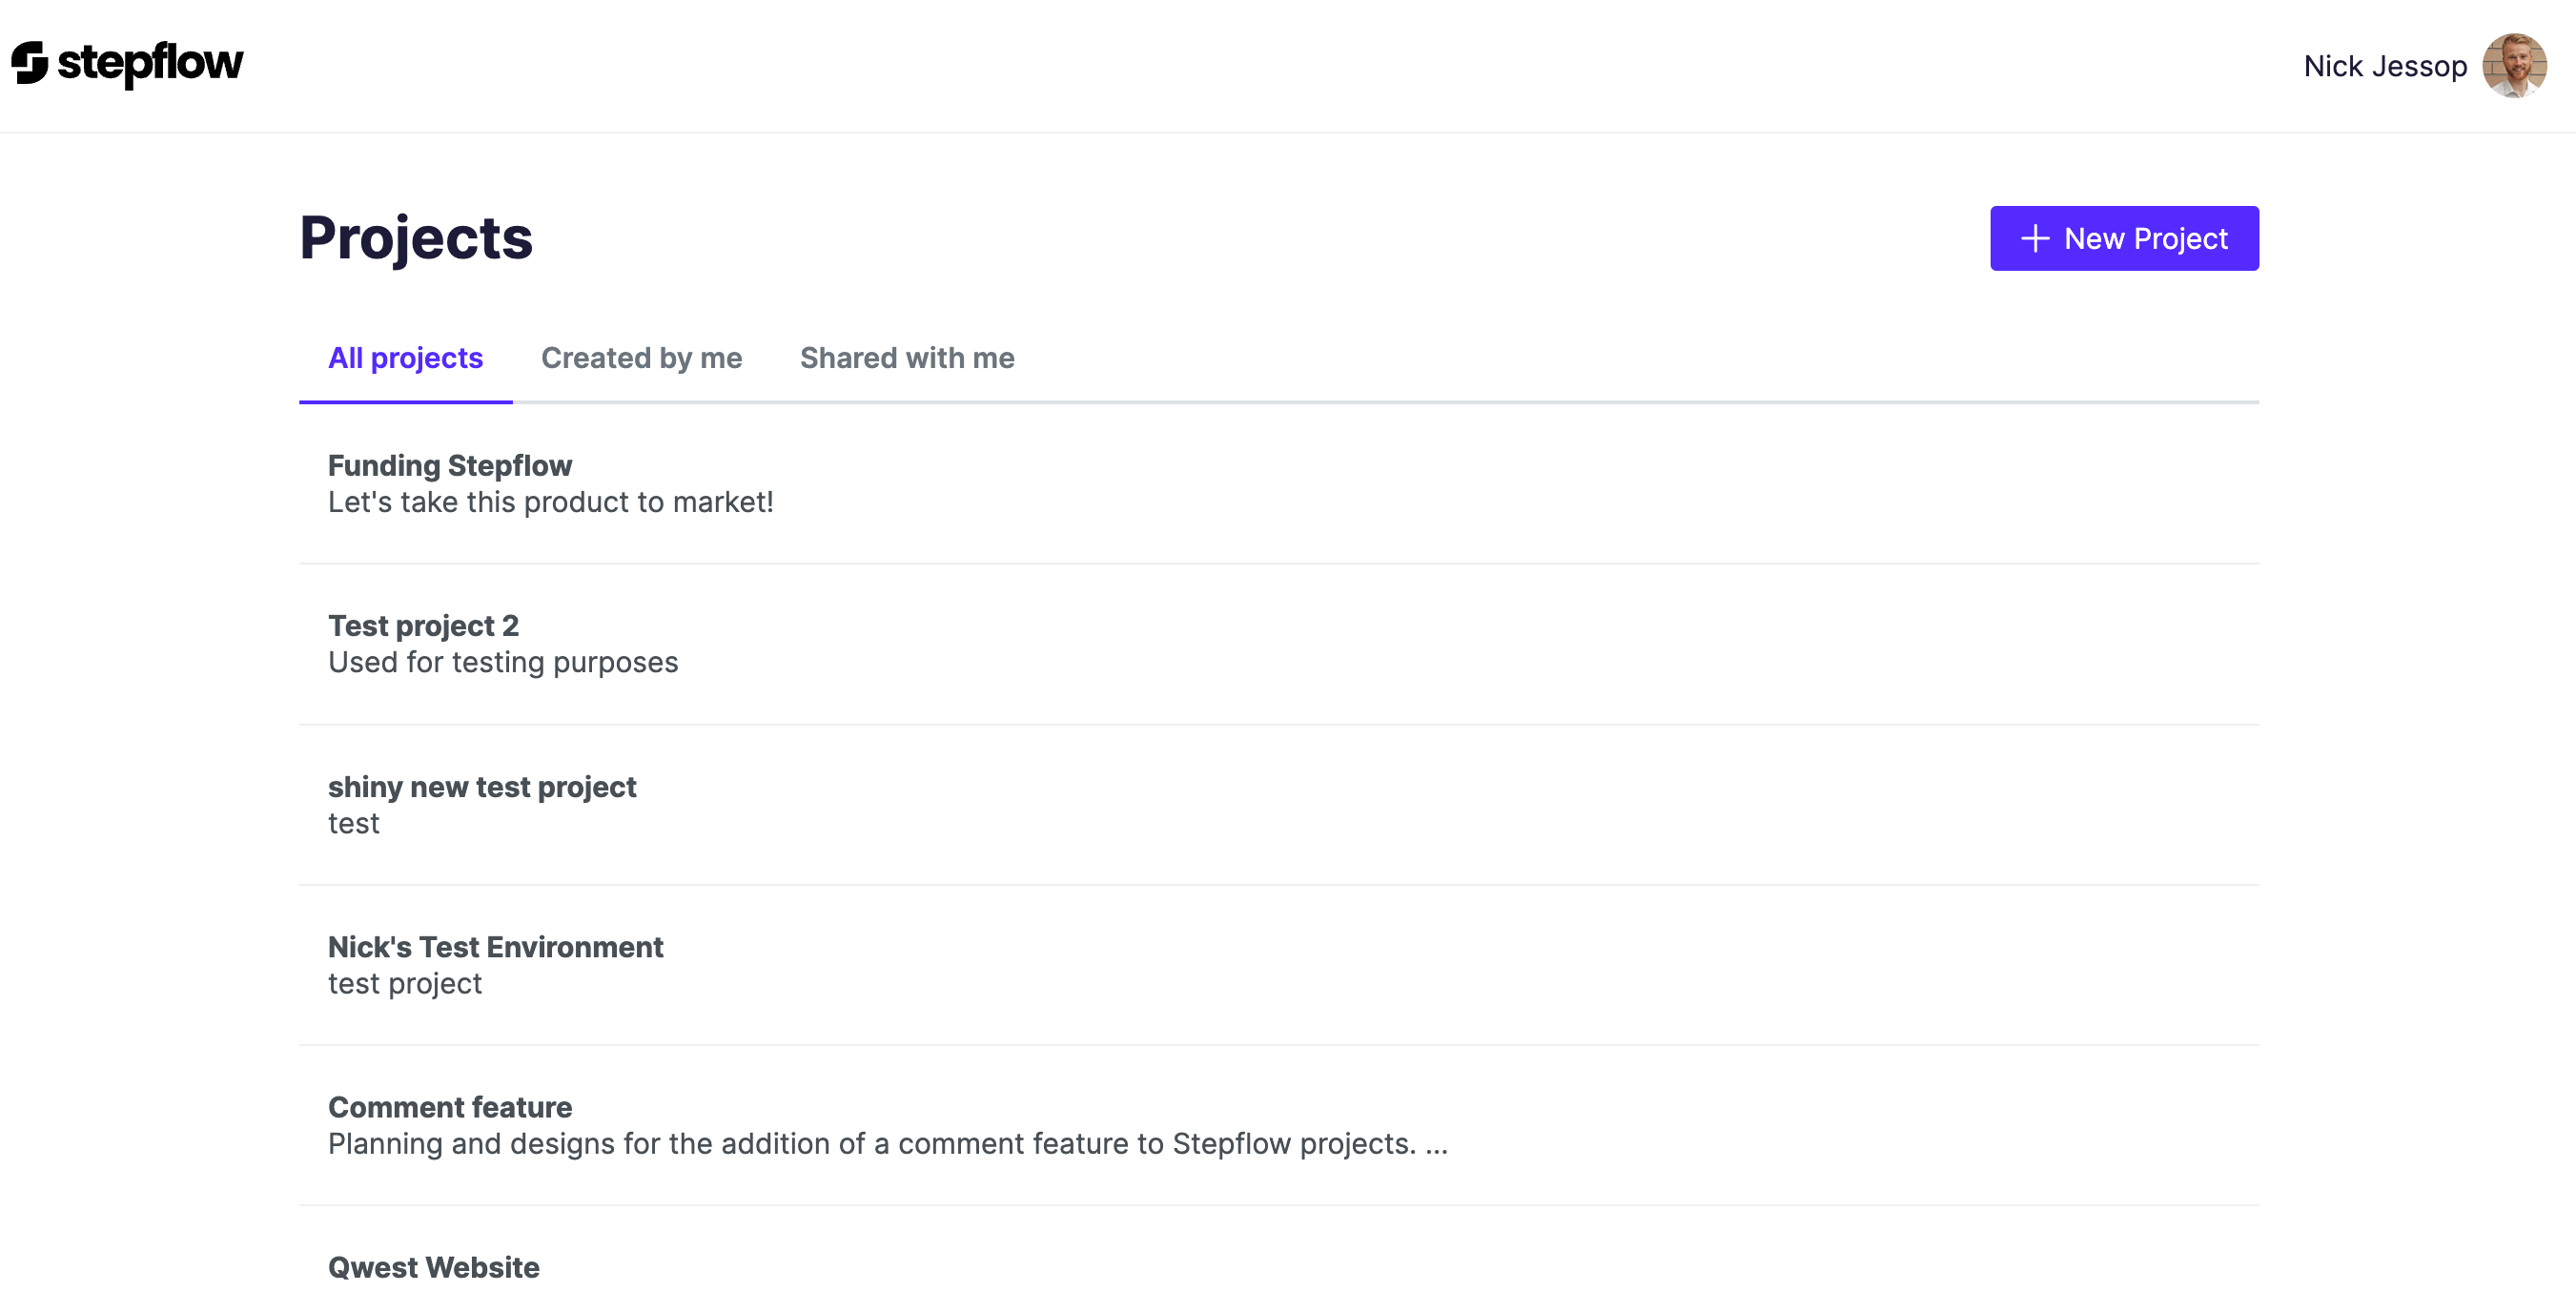 stepflow
Nick Jessop
Projects
New Project
All projects
Created by me
Shared with me
Funding Stepflow
Let's take this product to market!
Test project 2
Used for testing purposes
shiny new test project
test
Nick's Test Environment
test project
Comment feature
Planning and designs for the addition of a comment feature to Stepflow projects. ...
Qwest Website